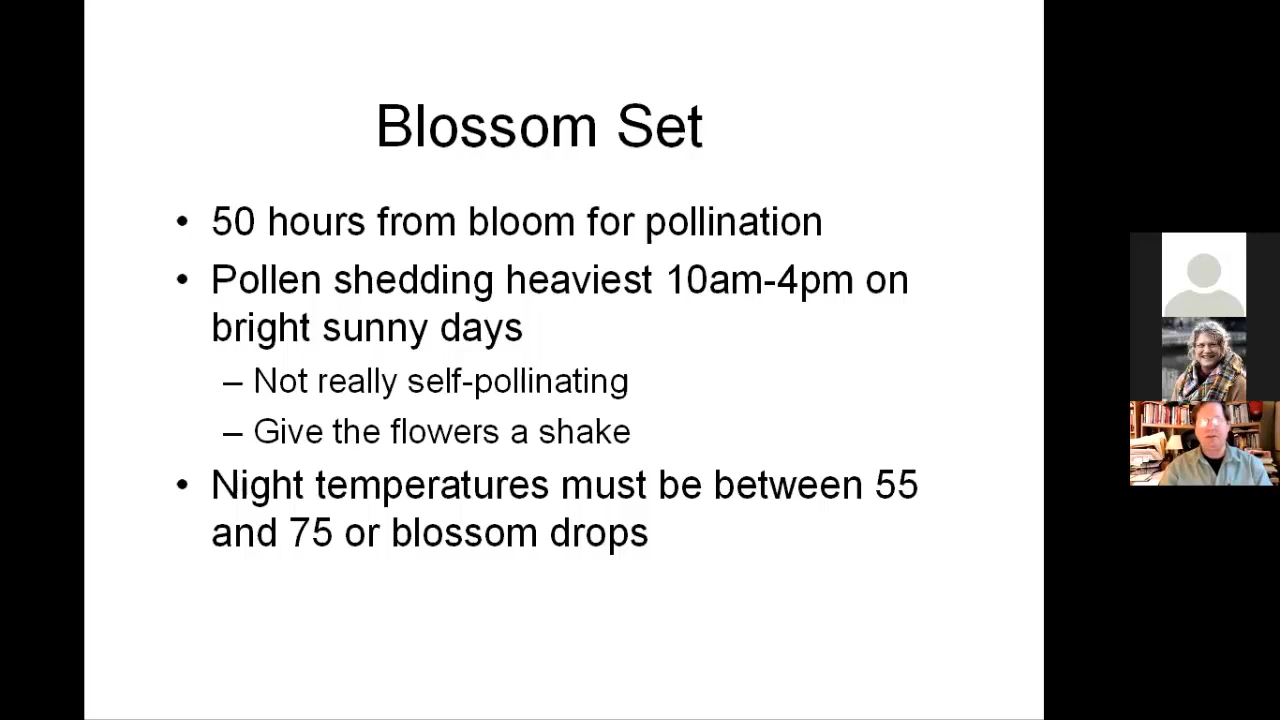 Blossom Set
• 50 hours from bloom for pollination
• Pollen shedding heaviest 10am-4pm on
bright sunny days
– Not really self-pollinating
– Give the flowers a shake
• Night temperatures must be between 55
and 75 or blossom drops